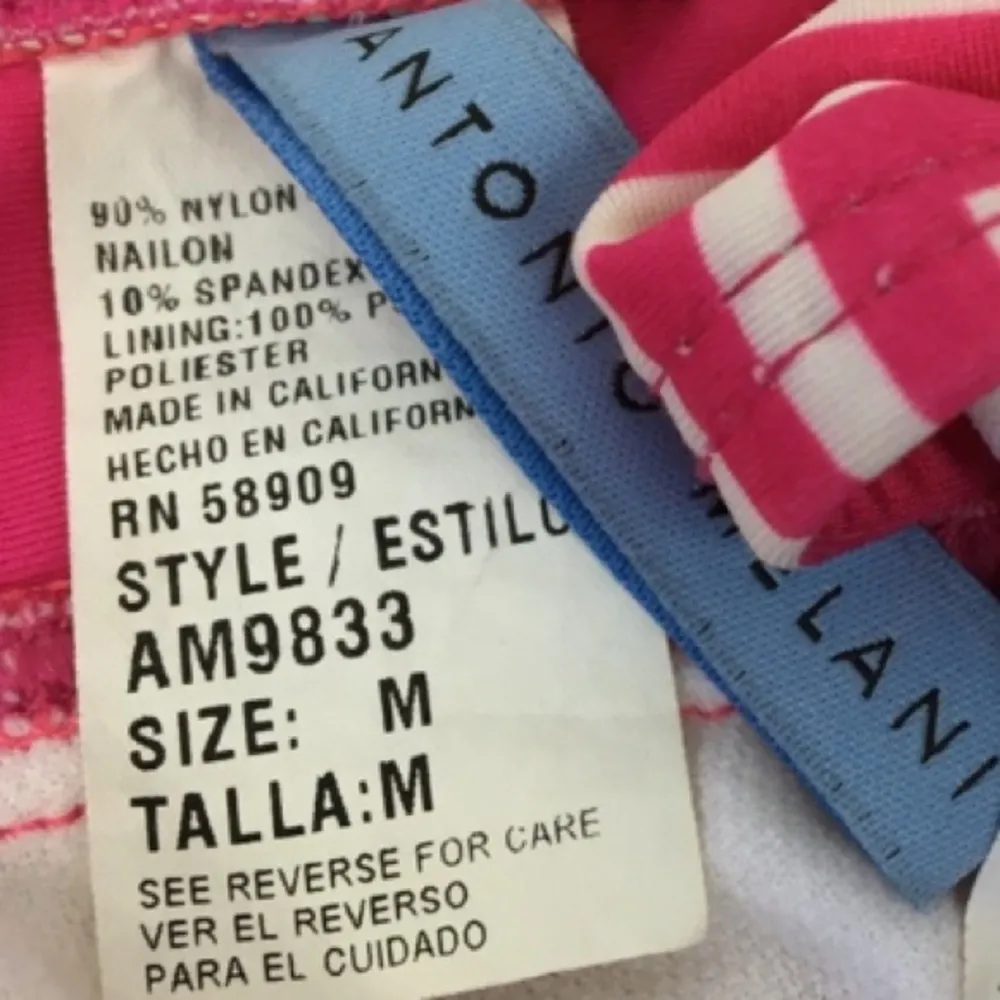 90% NYLON
NAILON
10% SPANDEX
LINING:100% P
POLIESTER
MADE IN CALIFORN
HECHO EN CALIFORN
RN 58909
STYLE / ESTILO
AM9833
SIZE: M
TALLA:M
SEE REVERSE FOR CARE
VER EL REVERSO
PARA EL CUIDADO
ANTONIO MELANI